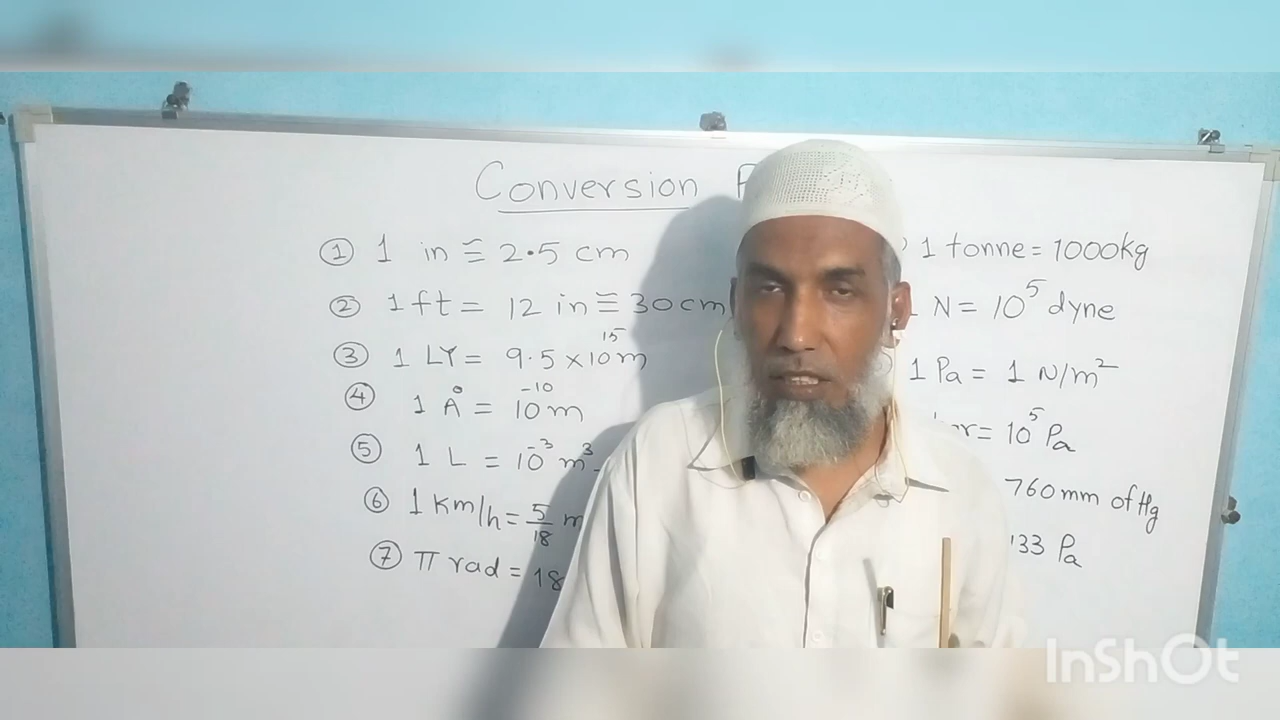 Conversion
① 1 in ≅ 2.5 cm
② 1 ft = 12 in ≅ 30 cm
③ 1 LY = 9.5 × 10¹⁵ m
④ 1 Å = 10⁻¹⁰ m
⑤ 1 L = 10⁻³ m³
⑥ 1 Km/h = 5/18 m
⑦ π rad = 18
1 tonne = 1000kg
N = 10⁵ dyne
1 Pa = 1 N/m²
= 10⁵ Pa
760 mm of Hg
133 Pa
InShOt